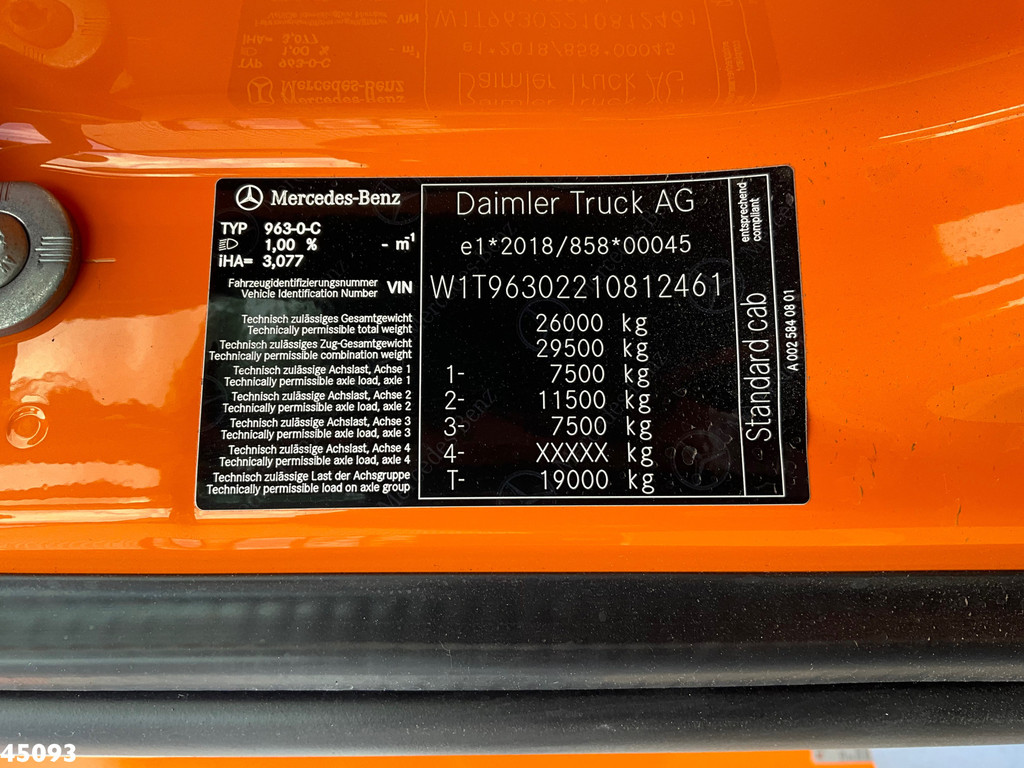 Mercedes-Benz
TYP 963-0-C
1,00 % - m⁻¹
iHA= 3,077
Fahrzeugidentifizierungsnummer
Vehicle Identification Number VIN
Technisch zulässiges Gesamtgewicht
Technically permissible total weight
Technisch zulässiges Zug-Gesamtgewicht
Technically permissible combination weight
Technisch zulässige Achslast, Achse 1
Technically permissible axle load, axle 1
Technisch zulässige Achslast, Achse 2
Technically permissible axle load, axle 2
Technisch zulässige Achslast, Achse 3
Technically permissible axle load, axle 3
Technisch zulässige Achslast, Achse 4
Technically permissible axle load, axle 4
Technisch zulässige Last der Achsgruppe
Technically permissible load on axle group
Daimler Truck AG
e1*2018/858*00045
W1T96302210812461
26000 kg
29500 kg
1- 7500 kg
2- 11500 kg
3- 7500 kg
4- XXXXX kg
T- 19000 kg
entsprechend
compliant
Standard cab
A 002 584 08 01
45093